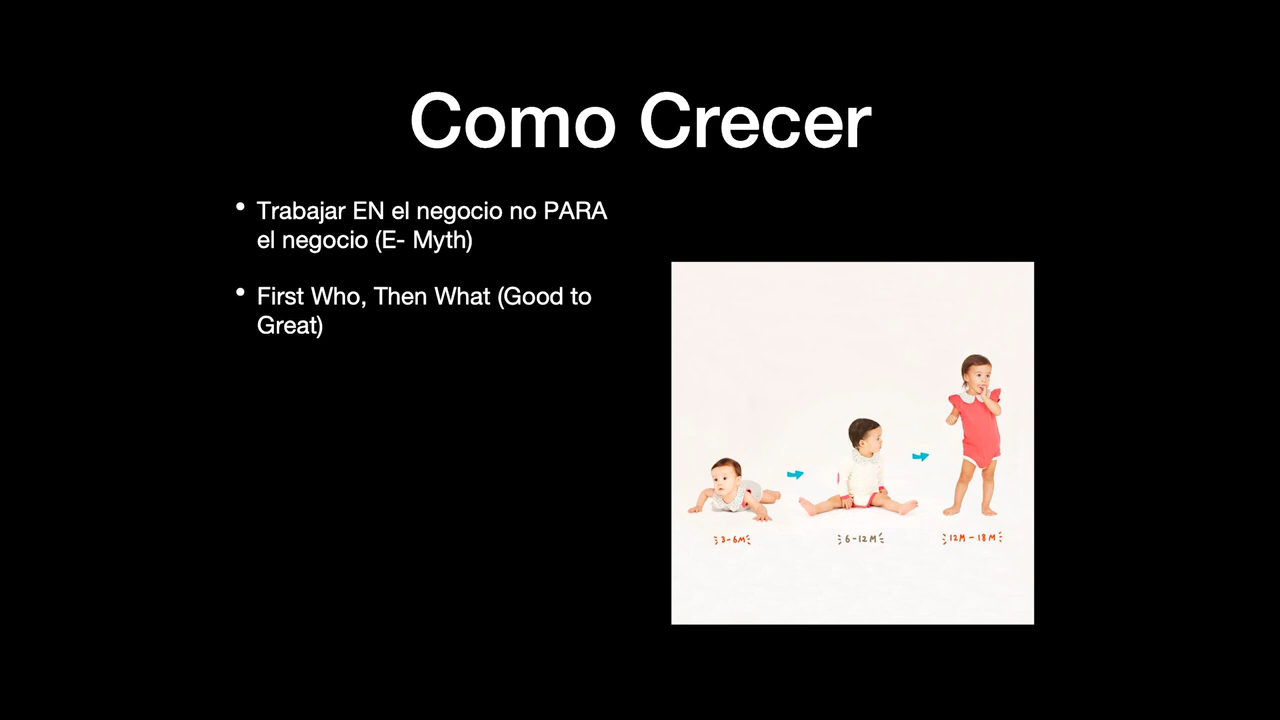 Como Crecer
• Trabajar EN el negocio no PARA
el negocio (E- Myth)
• First Who, Then What (Good to
Great)
3-6M
6-12M
12M - 18M